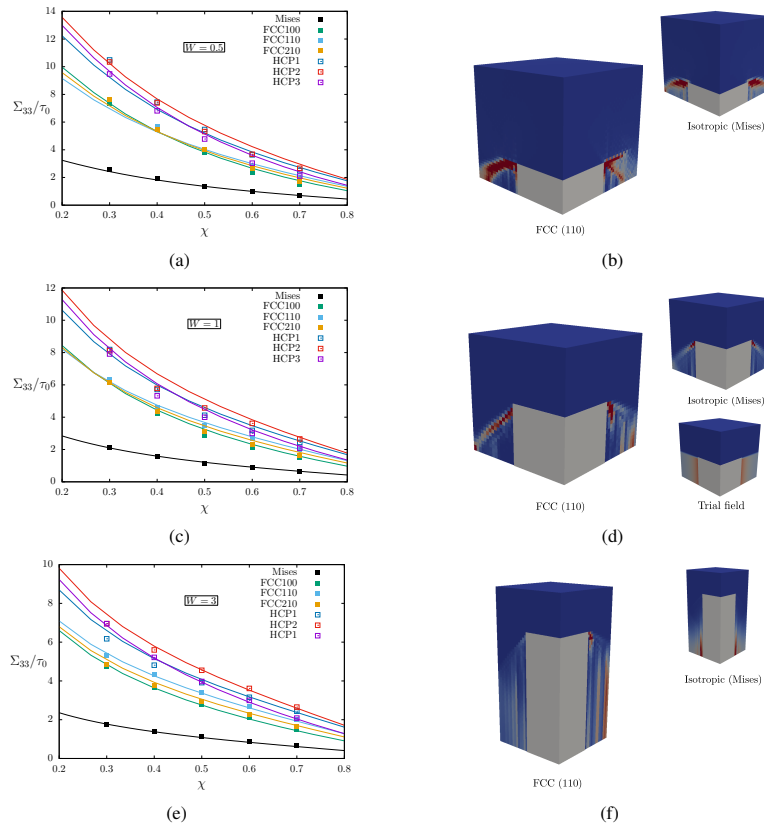 14
12
10
8
6
4
2
0
Σ33/τ0
0.2 0.3 0.4 0.5 0.6 0.7 0.8
χ
W = 0.5
Mises
FCC100
FCC110
FCC210
HCP1
HCP2
HCP3
(a)
Isotropic (Mises)
FCC (110)
(b)
12
10
8
Σ33/τ0 6
4
2
0
0.2 0.3 0.4 0.5 0.6 0.7 0.8
χ
W = 1
Mises
FCC100
FCC110
FCC210
HCP1
HCP2
HCP3
(c)
Isotropic (Mises)
Trial field
FCC (110)
(d)
10
8
6
Σ33/τ0
4
2
0
0.2 0.3 0.4 0.5 0.6 0.7 0.8
χ
W = 3
Mises
FCC100
FCC110
FCC210
HCP1
HCP2
HCP1
(e)
Isotropic (Mises)
FCC (110)
(f)